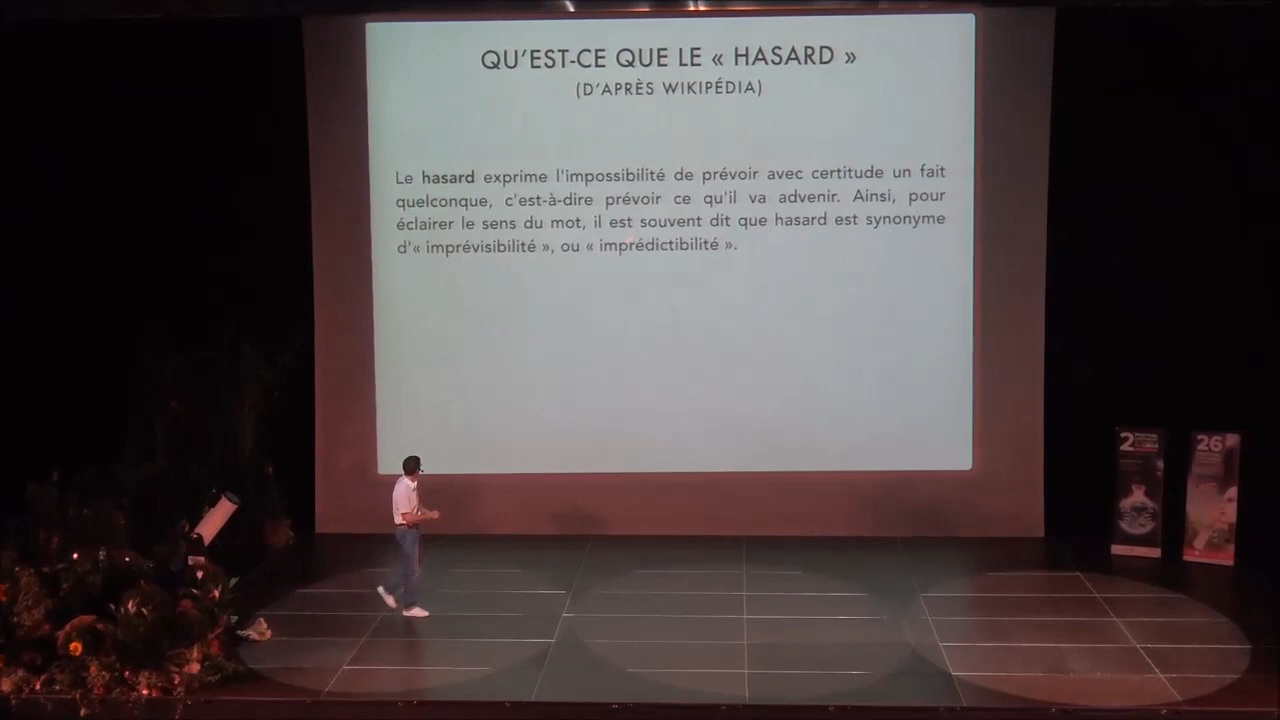 QU'EST-CE QUE LE « HASARD »
(D'APRÈS WIKIPÉDIA)
Le hasard exprime l'impossibilité de prévoir avec certitude un fait
quelconque, c'est-à-dire prévoir ce qu'il va advenir. Ainsi, pour
éclairer le sens du mot, il est souvent dit que hasard est synonyme
d'« imprévisibilité », ou « imprédictibilité ».
2
26